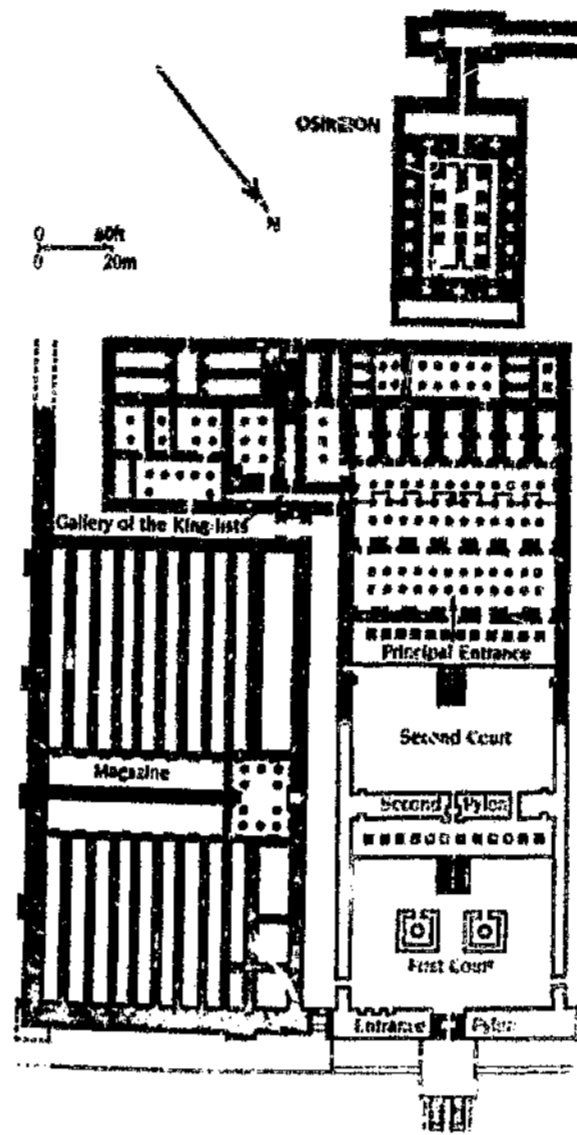 OSIREION
N
0 80ft
0 20m
Gallery of the King-lists
Principal Entrance
Second Court
Magazine
Second Pylon
First Court
Entrance Pylon